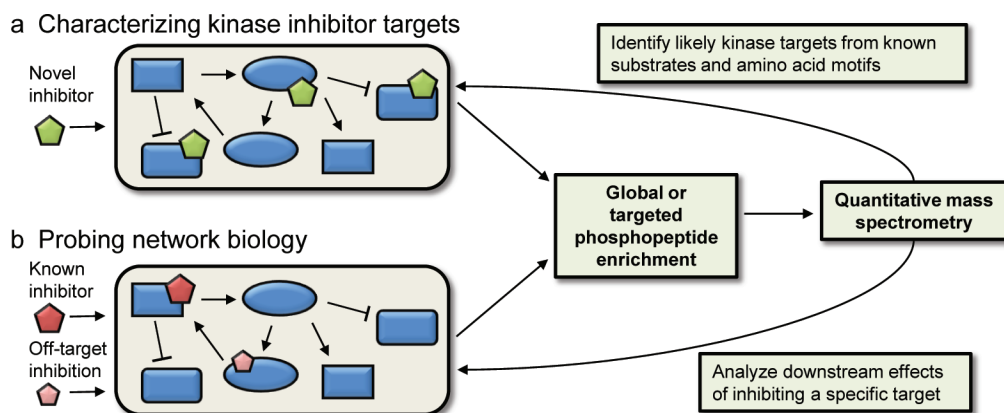 a Characterizing kinase inhibitor targets
Novel
inhibitor
Identify likely kinase targets from known
substrates and amino acid motifs
Global or
targeted
phosphopeptide
enrichment
Quantitative mass
spectrometry
b Probing network biology
Known
inhibitor
Off-target
inhibition
Analyze downstream effects
of inhibiting a specific target